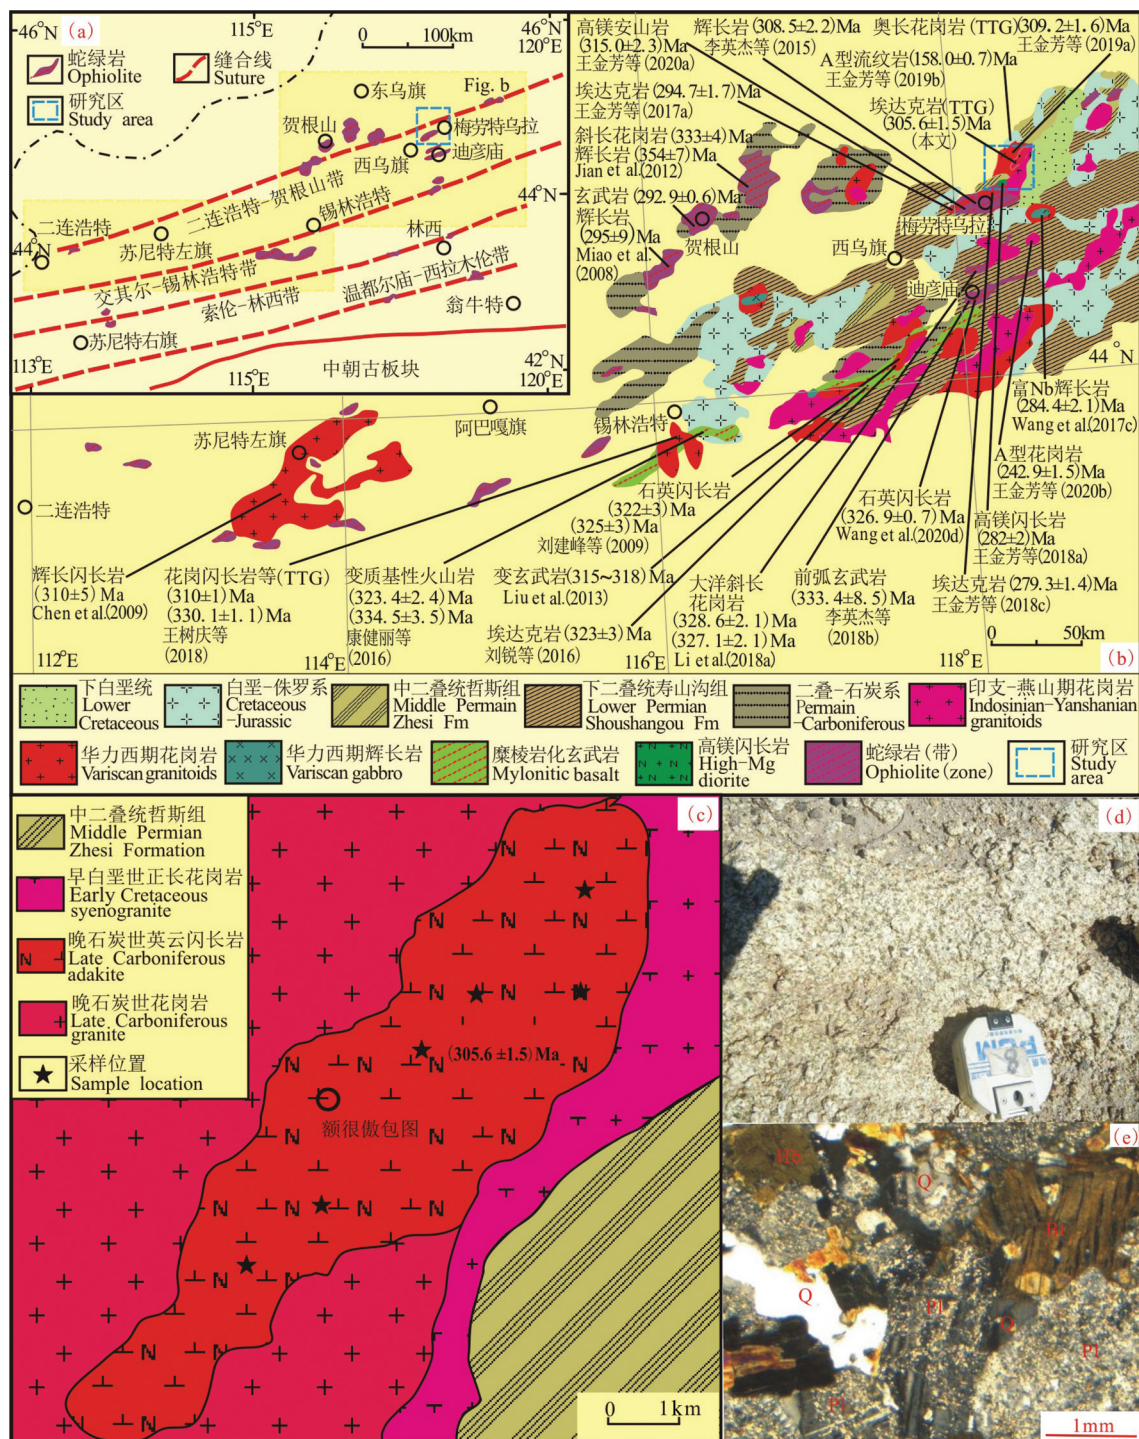 46°N
115°E
46°N
120°E
(a)
0 100km
蛇绿岩
Ophiolite
缝合线
Suture
研究区
Study area
Fig. b
东乌旗
贺根山
梅劳特乌拉
西乌旗
迪彦庙
44°N
二连浩特-贺根山带
锡林浩特
二连浩特
苏尼特左旗
林西
44°N
交其尔-锡林浩特带
索伦-林西带
温都尔庙-西拉木伦带
翁牛特
苏尼特右旗
113°E
115°E
中朝古板块
42°N
120°E
高镁安山岩
(315.0±2.3)Ma
王金芳等
(2020a)
辉长岩(308.5±2.2)Ma
李英杰等(2015)
奥长花岗岩(TTG)(309.2±1.6)Ma
王金芳等
(2019a)
A型流纹岩(158.0±0.7)Ma
王金芳等
(2019b)
埃达克岩
(294.7±1.7)Ma
王金芳等
(2017a)
埃达克岩(TTG)
(305.6±1.5)Ma
(本文)
斜长花岗岩(333±4)Ma
辉长岩(354±7)Ma
Jian et al.(2012)
玄武岩(292.9±0.6)Ma
辉长岩
(295±9)Ma
Miao et al.
(2008)
贺根山
梅劳特乌拉
西乌旗
迪彦庙
44°N
富Nb辉长岩
(284.4±2.1)Ma
Wang et al.(2017c)
阿巴嘎旗
锡林浩特
苏尼特左旗
二连浩特
A型花岗岩
(242.9±1.5)Ma
王金芳等
(2020b)
石英闪长岩
(322±3)Ma
(325±3)Ma
刘建峰等(2009)
石英闪长岩
(326.9±0.7)Ma
Wang et al.(2020d)
高镁闪长岩
(282±2)Ma
王金芳等
(2018a)
辉长闪长岩
(310±5)Ma
Chen et al.(2009)
花岗闪长岩等(TTG)
(310±1)Ma
(330.1±1.1)Ma
王树庆等
(2018)
变质基性火山岩
(323.4±2.4)Ma
(334.5±3.5)Ma
康健丽等
(2016)
变玄武岩(315~318)Ma
Liu et al.(2013)
埃达克岩(323±3)Ma
刘锐等(2016)
大洋斜长
花岗岩
(328.6±2.1)Ma
(327.1±2.1)Ma
Li et al.(2018a)
前弧玄武岩
(333.4±8.5)Ma
李英杰等
(2018b)
埃达克岩(279.3±1.4)Ma
王金芳等
(2018c)
0 50km
112°E
114°E
116°E
118°E
(b)
下白垩统
Lower
Cretaceous
白垩-侏罗系
Cretaceous
-Jurassic
中二叠统哲斯组
Middle Permain
Zhesi Fm
下二叠统寿山沟组
Lower Permian
Shoushangou Fm
二叠-石炭系
Permain
-Carboniferous
印支-燕山期花岗岩
Indosinian-Yanshanian
granitoids
华力西期花岗岩
Variscan granitoids
华力西期辉长岩
Variscan gabbro
糜棱岩化玄武岩
Mylonitic basalt
高镁闪长岩
High-Mg
diorite
蛇绿岩(带)
Ophiolite (zone)
研究区
Study
area
(c)
中二叠统哲斯组
Middle Permian
Zhesi Formation
早白垩世正长花岗岩
Early Cretaceous
syenogranite
晚石炭世英云闪长岩
Late Carboniferous
adakite
晚石炭世花岗岩
Late Carboniferous
granite
采样位置
Sample location
(305.6±1.5)Ma
额很傲包图
0 1km
(d)
(e)
Hb
Q
Bi
Q
Pl
Q
Pl
Pl
1mm